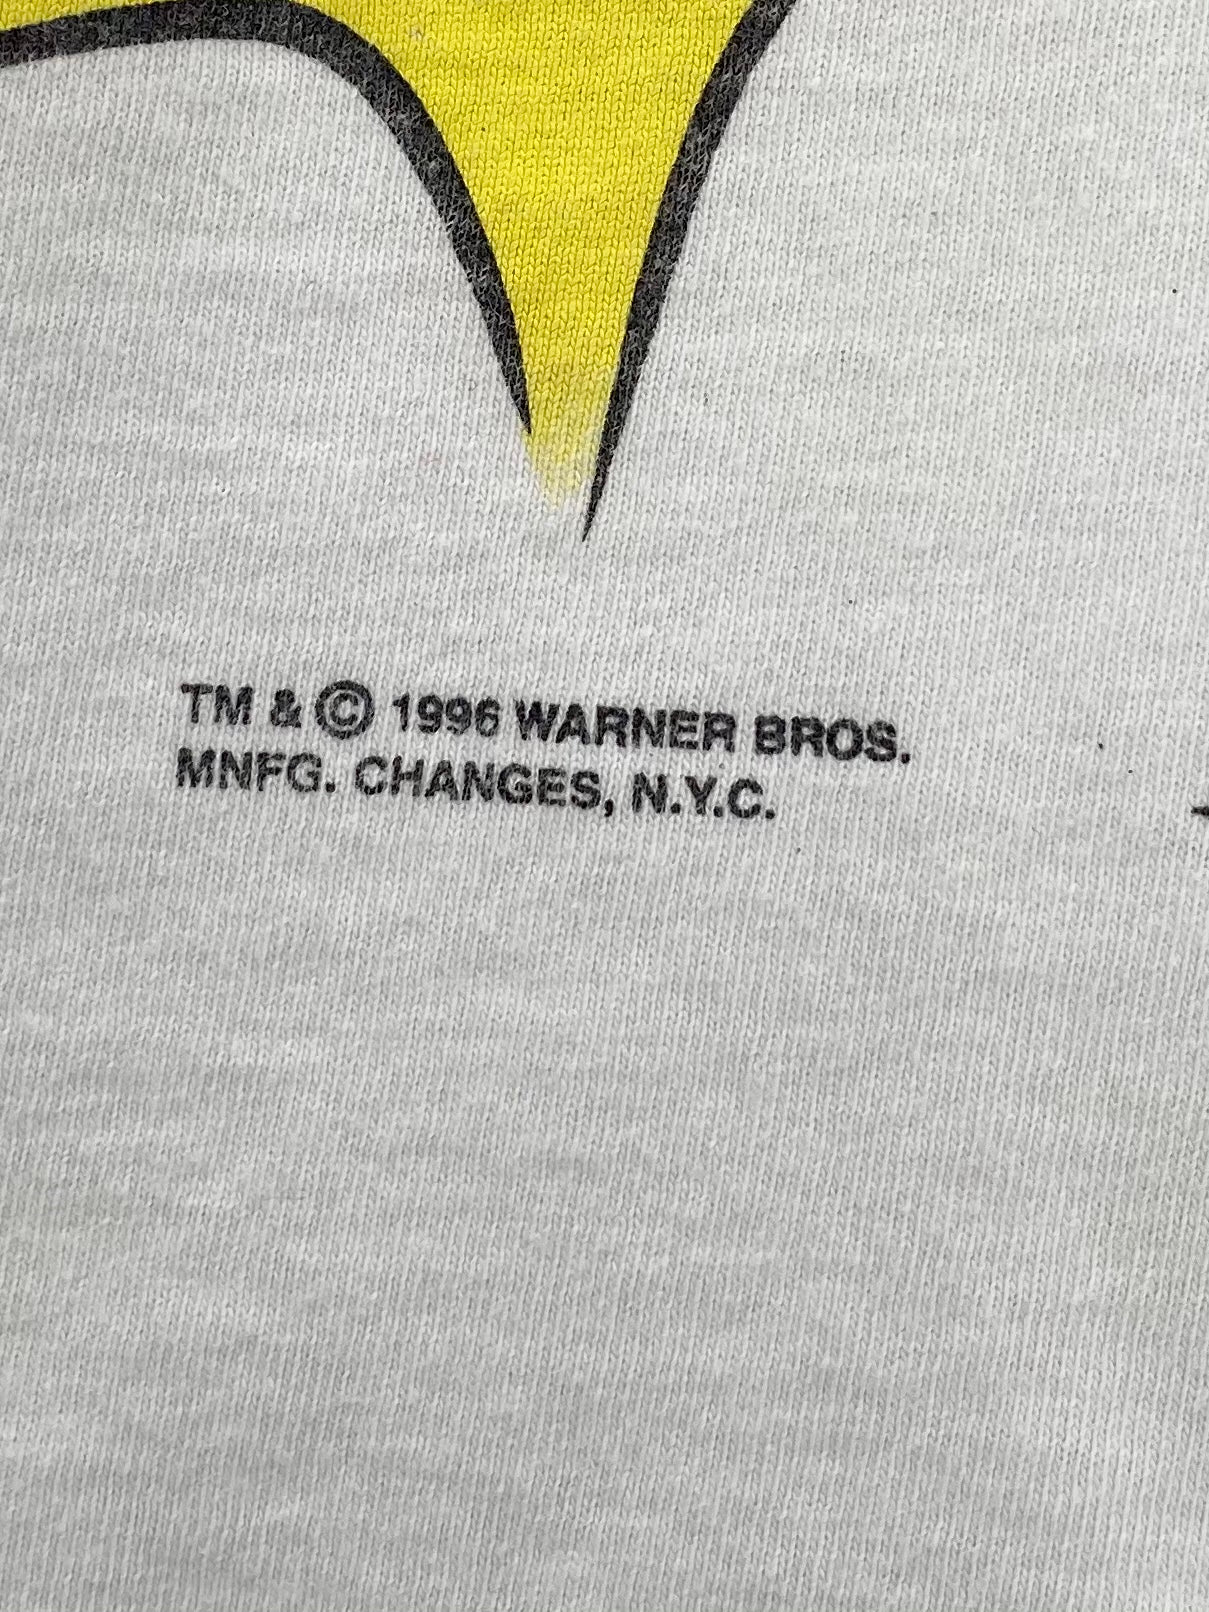 TM & © 1996 WARNER BROS.
MNFG. CHANGES, N.Y.C.